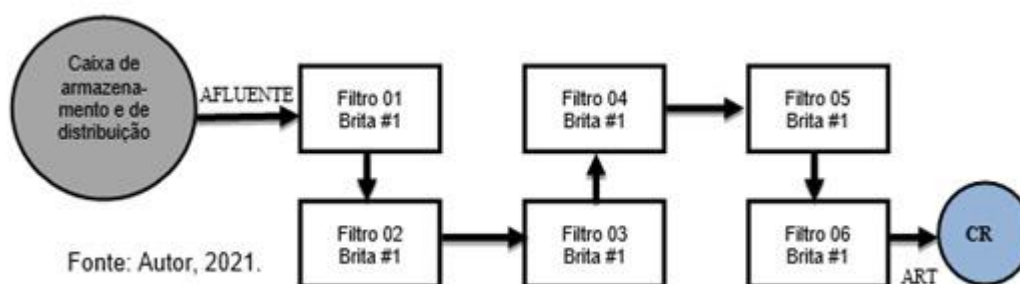 Caixa de
armazena-
mento e de
distribuição
AFLUENTE
Filtro 01
Brita #1
Filtro 02
Brita #1
Filtro 03
Brita #1
Filtro 04
Brita #1
Filtro 05
Brita #1
Filtro 06
Brita #1
ART
CR
Fonte: Autor, 2021.